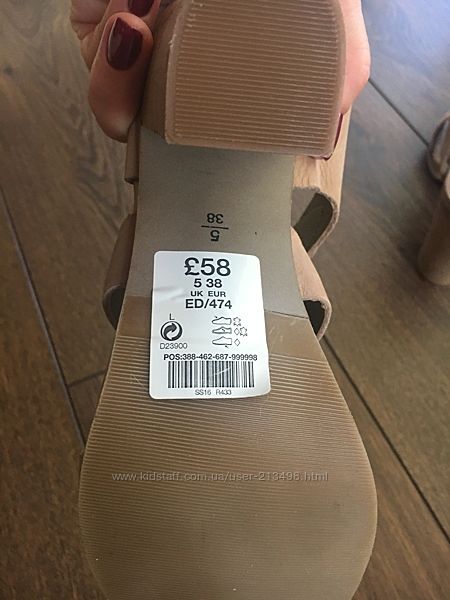 5
38
£58
5 38
UK EUR
ED/474
L
D23900
POS:388-462-687-999998
SS16 R433
www.kidstaff.com.ua/user-213498.html